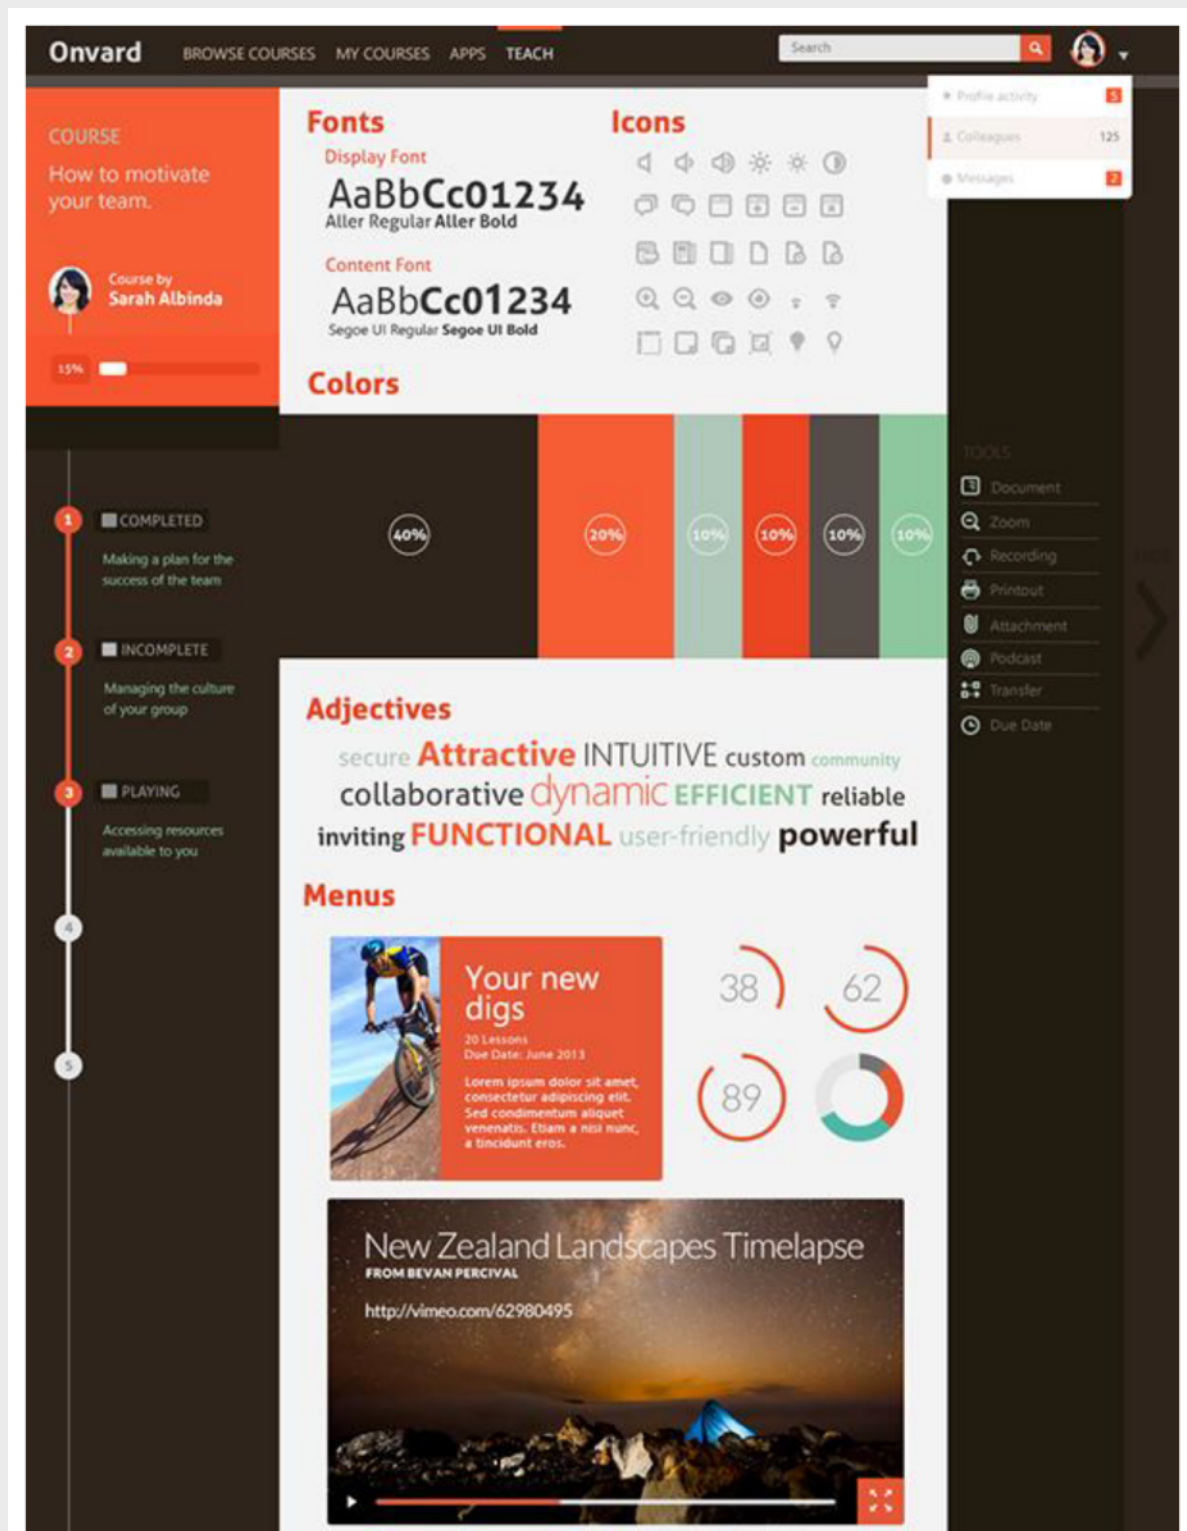 Onvard
BROWSE COURSES
MY COURSES
APPS
TEACH
Search
Profile activity
5
Colleagues
125
Messages
2
COURSE
How to motivate
your team.
Course by
Sarah Albinda
15%
1
COMPLETED
Making a plan for the
success of the team
2
INCOMPLETE
Managing the culture
of your group
3
PLAYING
Accessing resources
available to you
4
5
Fonts
Display Font
AaBbCc01234
Aller Regular Aller Bold
Content Font
AaBbCc01234
Segoe UI Regular Segoe UI Bold
Icons
Colors
40%
20%
10%
10%
10%
10%
Adjectives
secure Attractive INTUITIVE custom community
collaborative dynamic EFFICIENT reliable
inviting FUNCTIONAL user-friendly powerful
Menus
Your new
digs
20 Lessons
Due Date: June 2013
Lorem ipsum dolor sit amet,
consectetur adipiscing elit.
Sed condimentum aliquet
venenatis. Etiam a nisi nunc,
a tincidunt eros.
38
62
89
New Zealand Landscapes Timelapse
FROM BEVAN PERCIVAL
http://vimeo.com/62980495
TOOLS
Document
Zoom
Recording
Printout
Attachment
Podcast
Transfer
Due Date